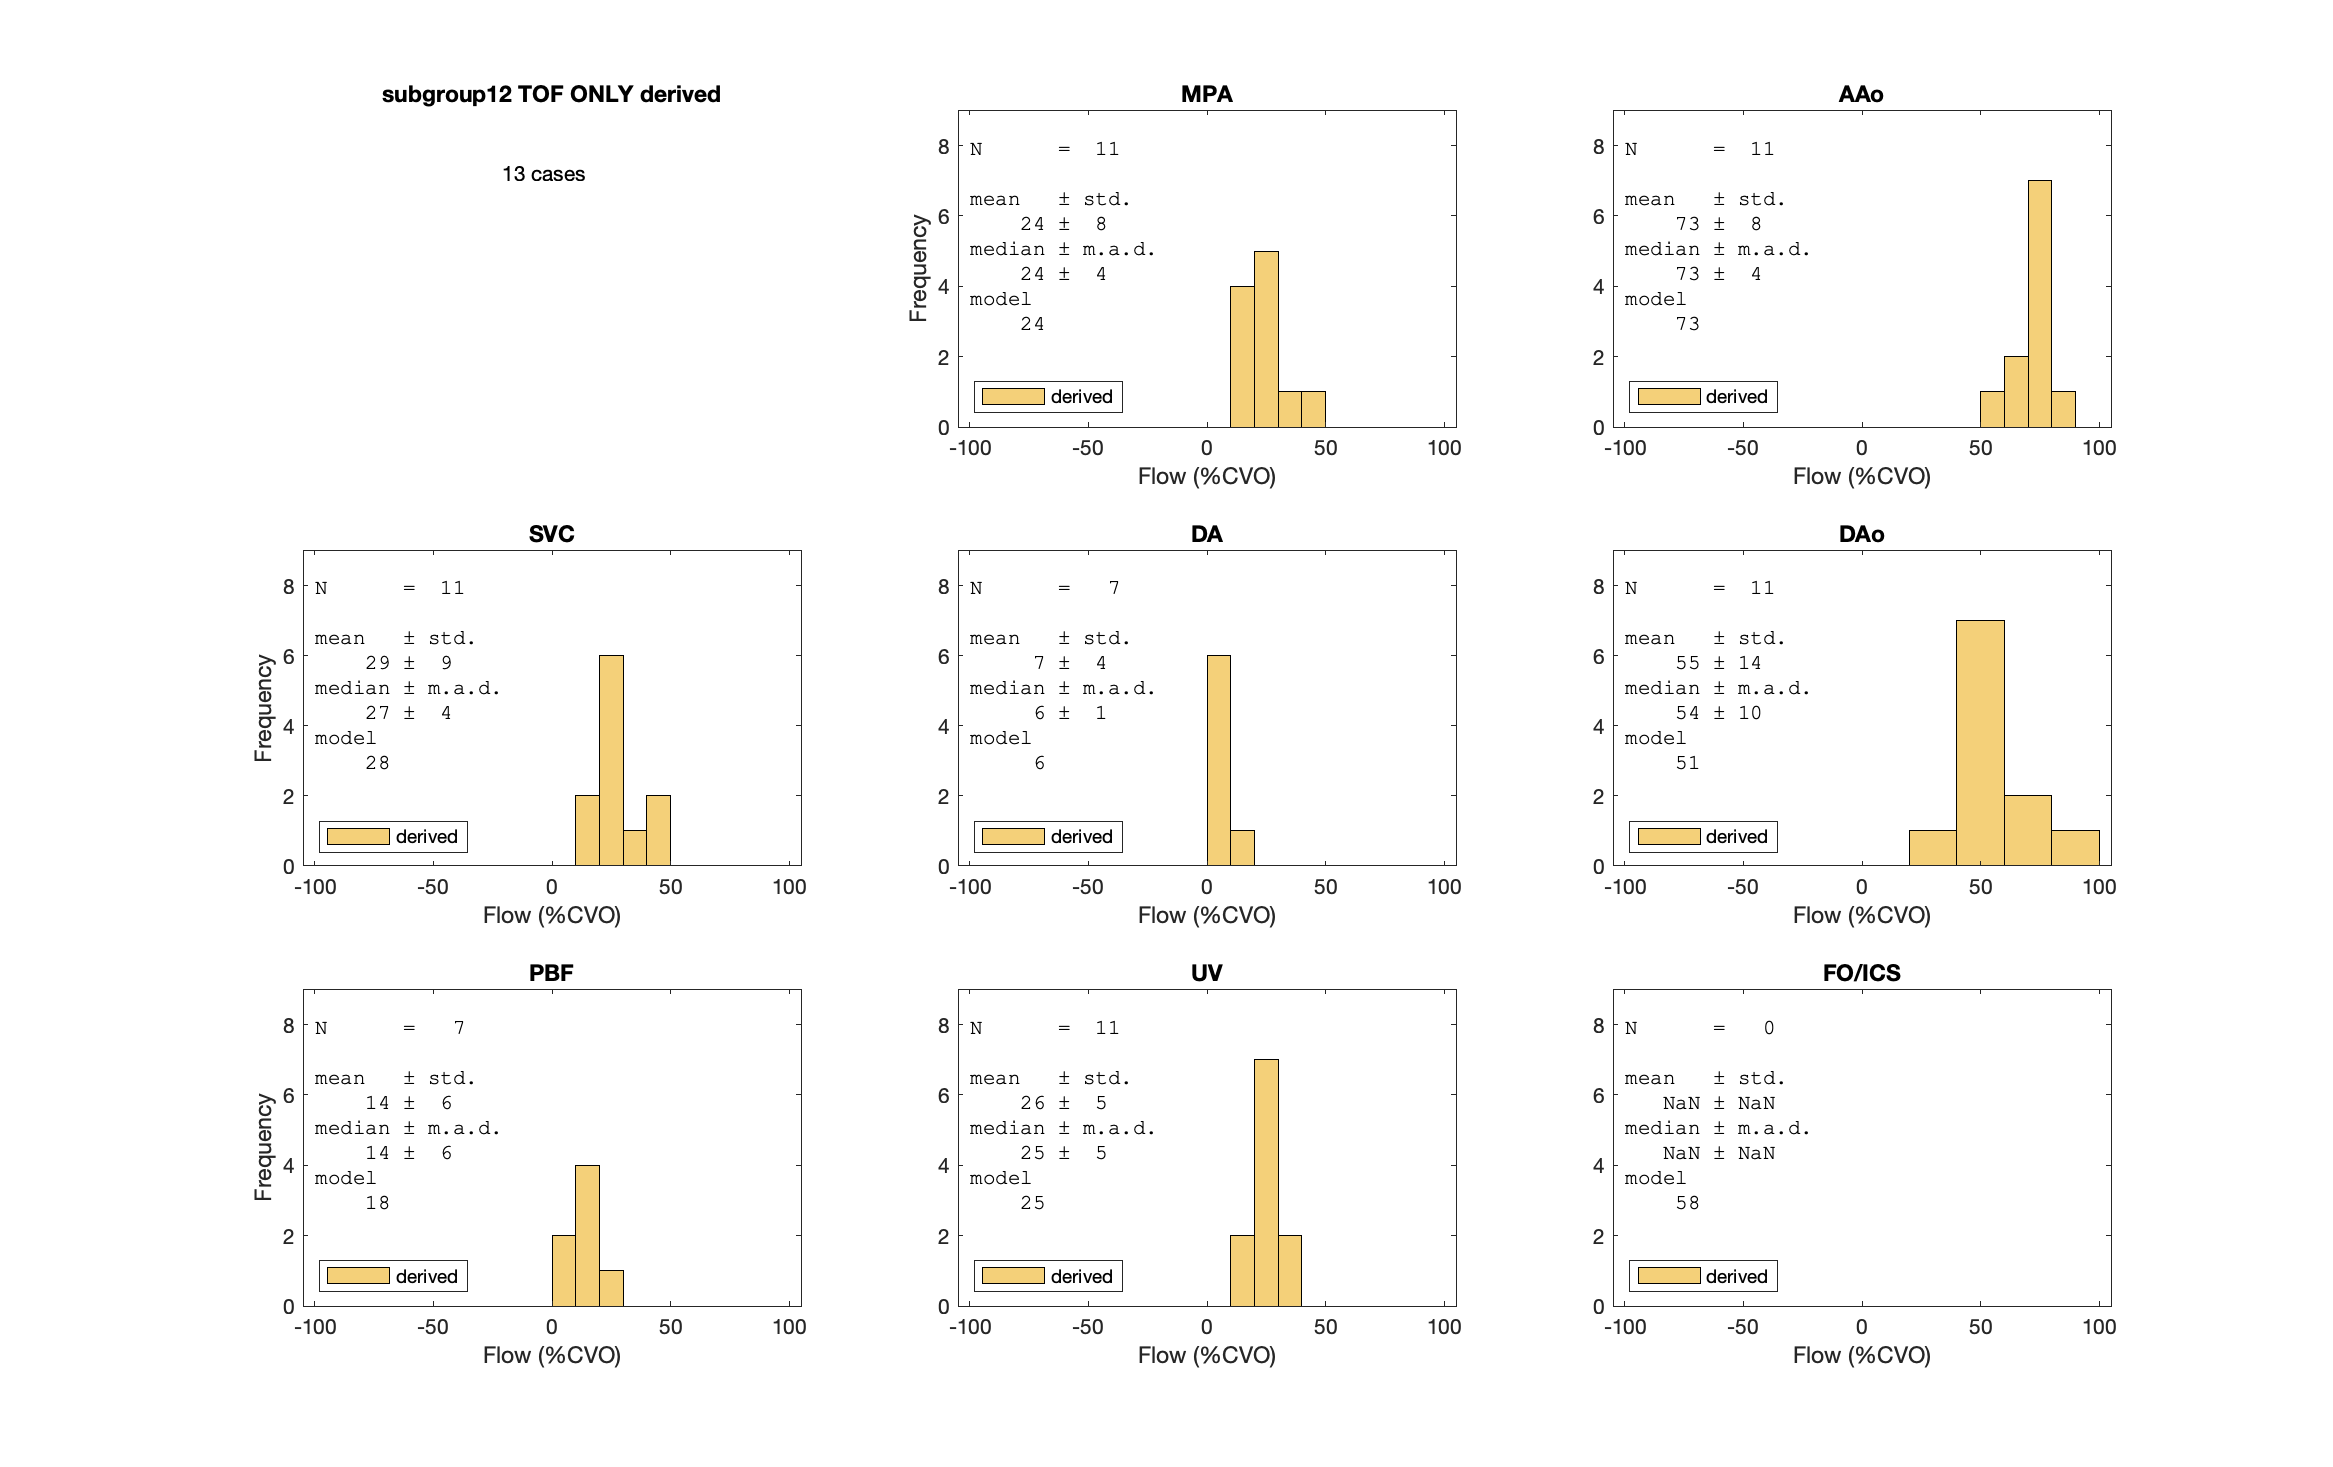 subgroup12 TOF ONLY derived
13 cases
MPA
N = 11
mean ± std.
24 ± 8
median ± m.a.d.
24 ± 4
model
24
derived
Frequency
0 2 4 6 8
-100 -50 0 50 100
Flow (%CVO)
AAo
N = 11
mean ± std.
73 ± 8
median ± m.a.d.
73 ± 4
model
73
derived
0 2 4 6 8
-100 -50 0 50 100
Flow (%CVO)
SVC
N = 11
mean ± std.
29 ± 9
median ± m.a.d.
27 ± 4
model
28
derived
Frequency
0 2 4 6 8
-100 -50 0 50 100
Flow (%CVO)
DA
N = 7
mean ± std.
7 ± 4
median ± m.a.d.
6 ± 1
model
6
derived
0 2 4 6 8
-100 -50 0 50 100
Flow (%CVO)
DAo
N = 11
mean ± std.
55 ± 14
median ± m.a.d.
54 ± 10
model
51
derived
0 2 4 6 8
-100 -50 0 50 100
Flow (%CVO)
PBF
N = 7
mean ± std.
14 ± 6
median ± m.a.d.
14 ± 6
model
18
derived
Frequency
0 2 4 6 8
-100 -50 0 50 100
Flow (%CVO)
UV
N = 11
mean ± std.
26 ± 5
median ± m.a.d.
25 ± 5
model
25
derived
0 2 4 6 8
-100 -50 0 50 100
Flow (%CVO)
FO/ICS
N = 0
mean ± std.
NaN ± NaN
median ± m.a.d.
NaN ± NaN
model
58
derived
0 2 4 6 8
-100 -50 0 50 100
Flow (%CVO)